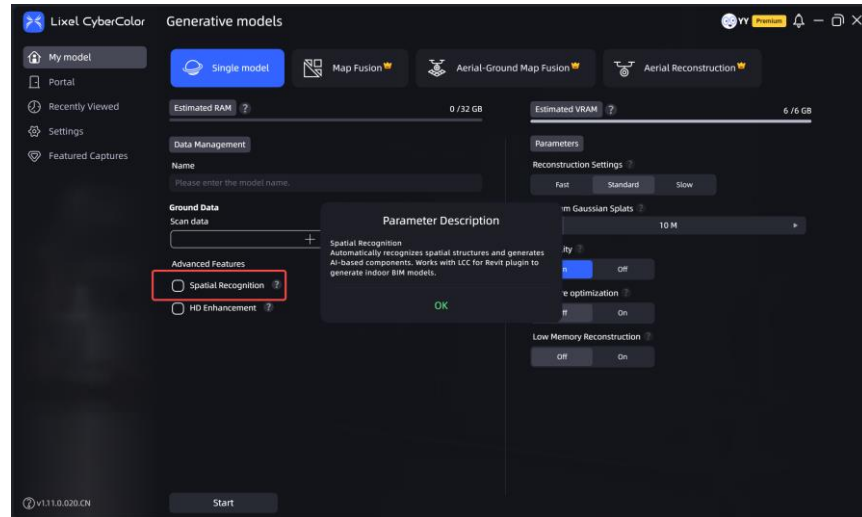 Lixel CyberColor
Generative models
YY Premium
My model
Portal
Recently Viewed
Settings
Featured Captures
Single model
Map Fusion
Aerial-Ground Map Fusion
Aerial Reconstruction
Estimated RAM ?
0 /32 GB
Estimated VRAM ?
6 /6 GB
Data Management
Name
Please enter the model name.
Ground Data
Scan data
+
Advanced Features
Spatial Recognition ?
HD Enhancement ?
Parameters
Reconstruction Settings ?
Fast Standard Slow
Gaussian Splats ?
10 M
Off
On
Low Memory Reconstruction ?
Off On
Parameter Description
Spatial Recognition
Automatically recognizes spatial structures and generates
AI-based components. Works with LCC for Revit plugin to
generate indoor BIM models.
OK
v1.11.0.020.CN
Start